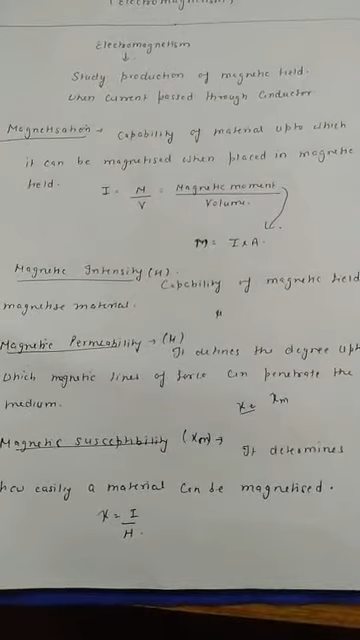 (Electromagnetism)
Electromagnetism
↓
Study production of magnetic field.
when current passed through Conductor
Magnetisation → Capability of material upto which
it can be magnetised when placed in magnetic
field. I = M/V = Magnetic moment/Volume.
M = I x A.
Magnetic Intensity (H). Capability of magnetic field
magnetise material.
Magnetic Permeability → (μ) It defines the degree upto
which magnetic lines of force can penetrate the
medium.
χ = χm
Magnetic Susceptibility (χm) → It determines
how easily a material can be magnetised.
χ = I/H.